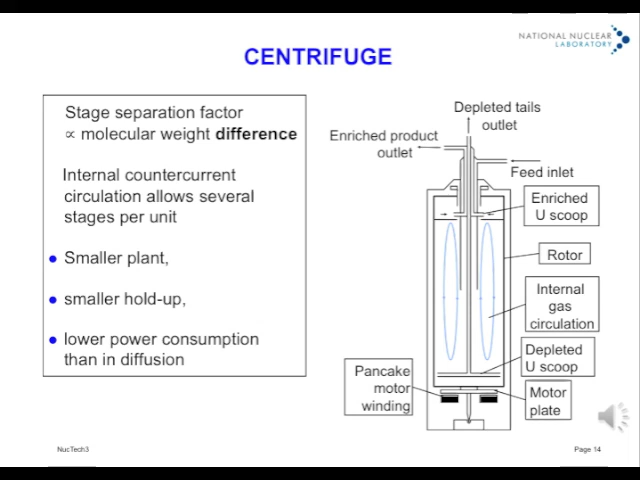 NATIONAL NUCLEAR
LABORATORY
CENTRIFUGE
Stage separation factor
∝ molecular weight difference
Internal countercurrent
circulation allows several
stages per unit
● Smaller plant,
● smaller hold-up,
● lower power consumption
than in diffusion
Depleted tails
outlet
Enriched product
outlet
Feed inlet
Enriched
U scoop
Rotor
Internal
gas
circulation
Depleted
U scoop
Pancake
motor
winding
Motor
plate
NucTech3
Page 14